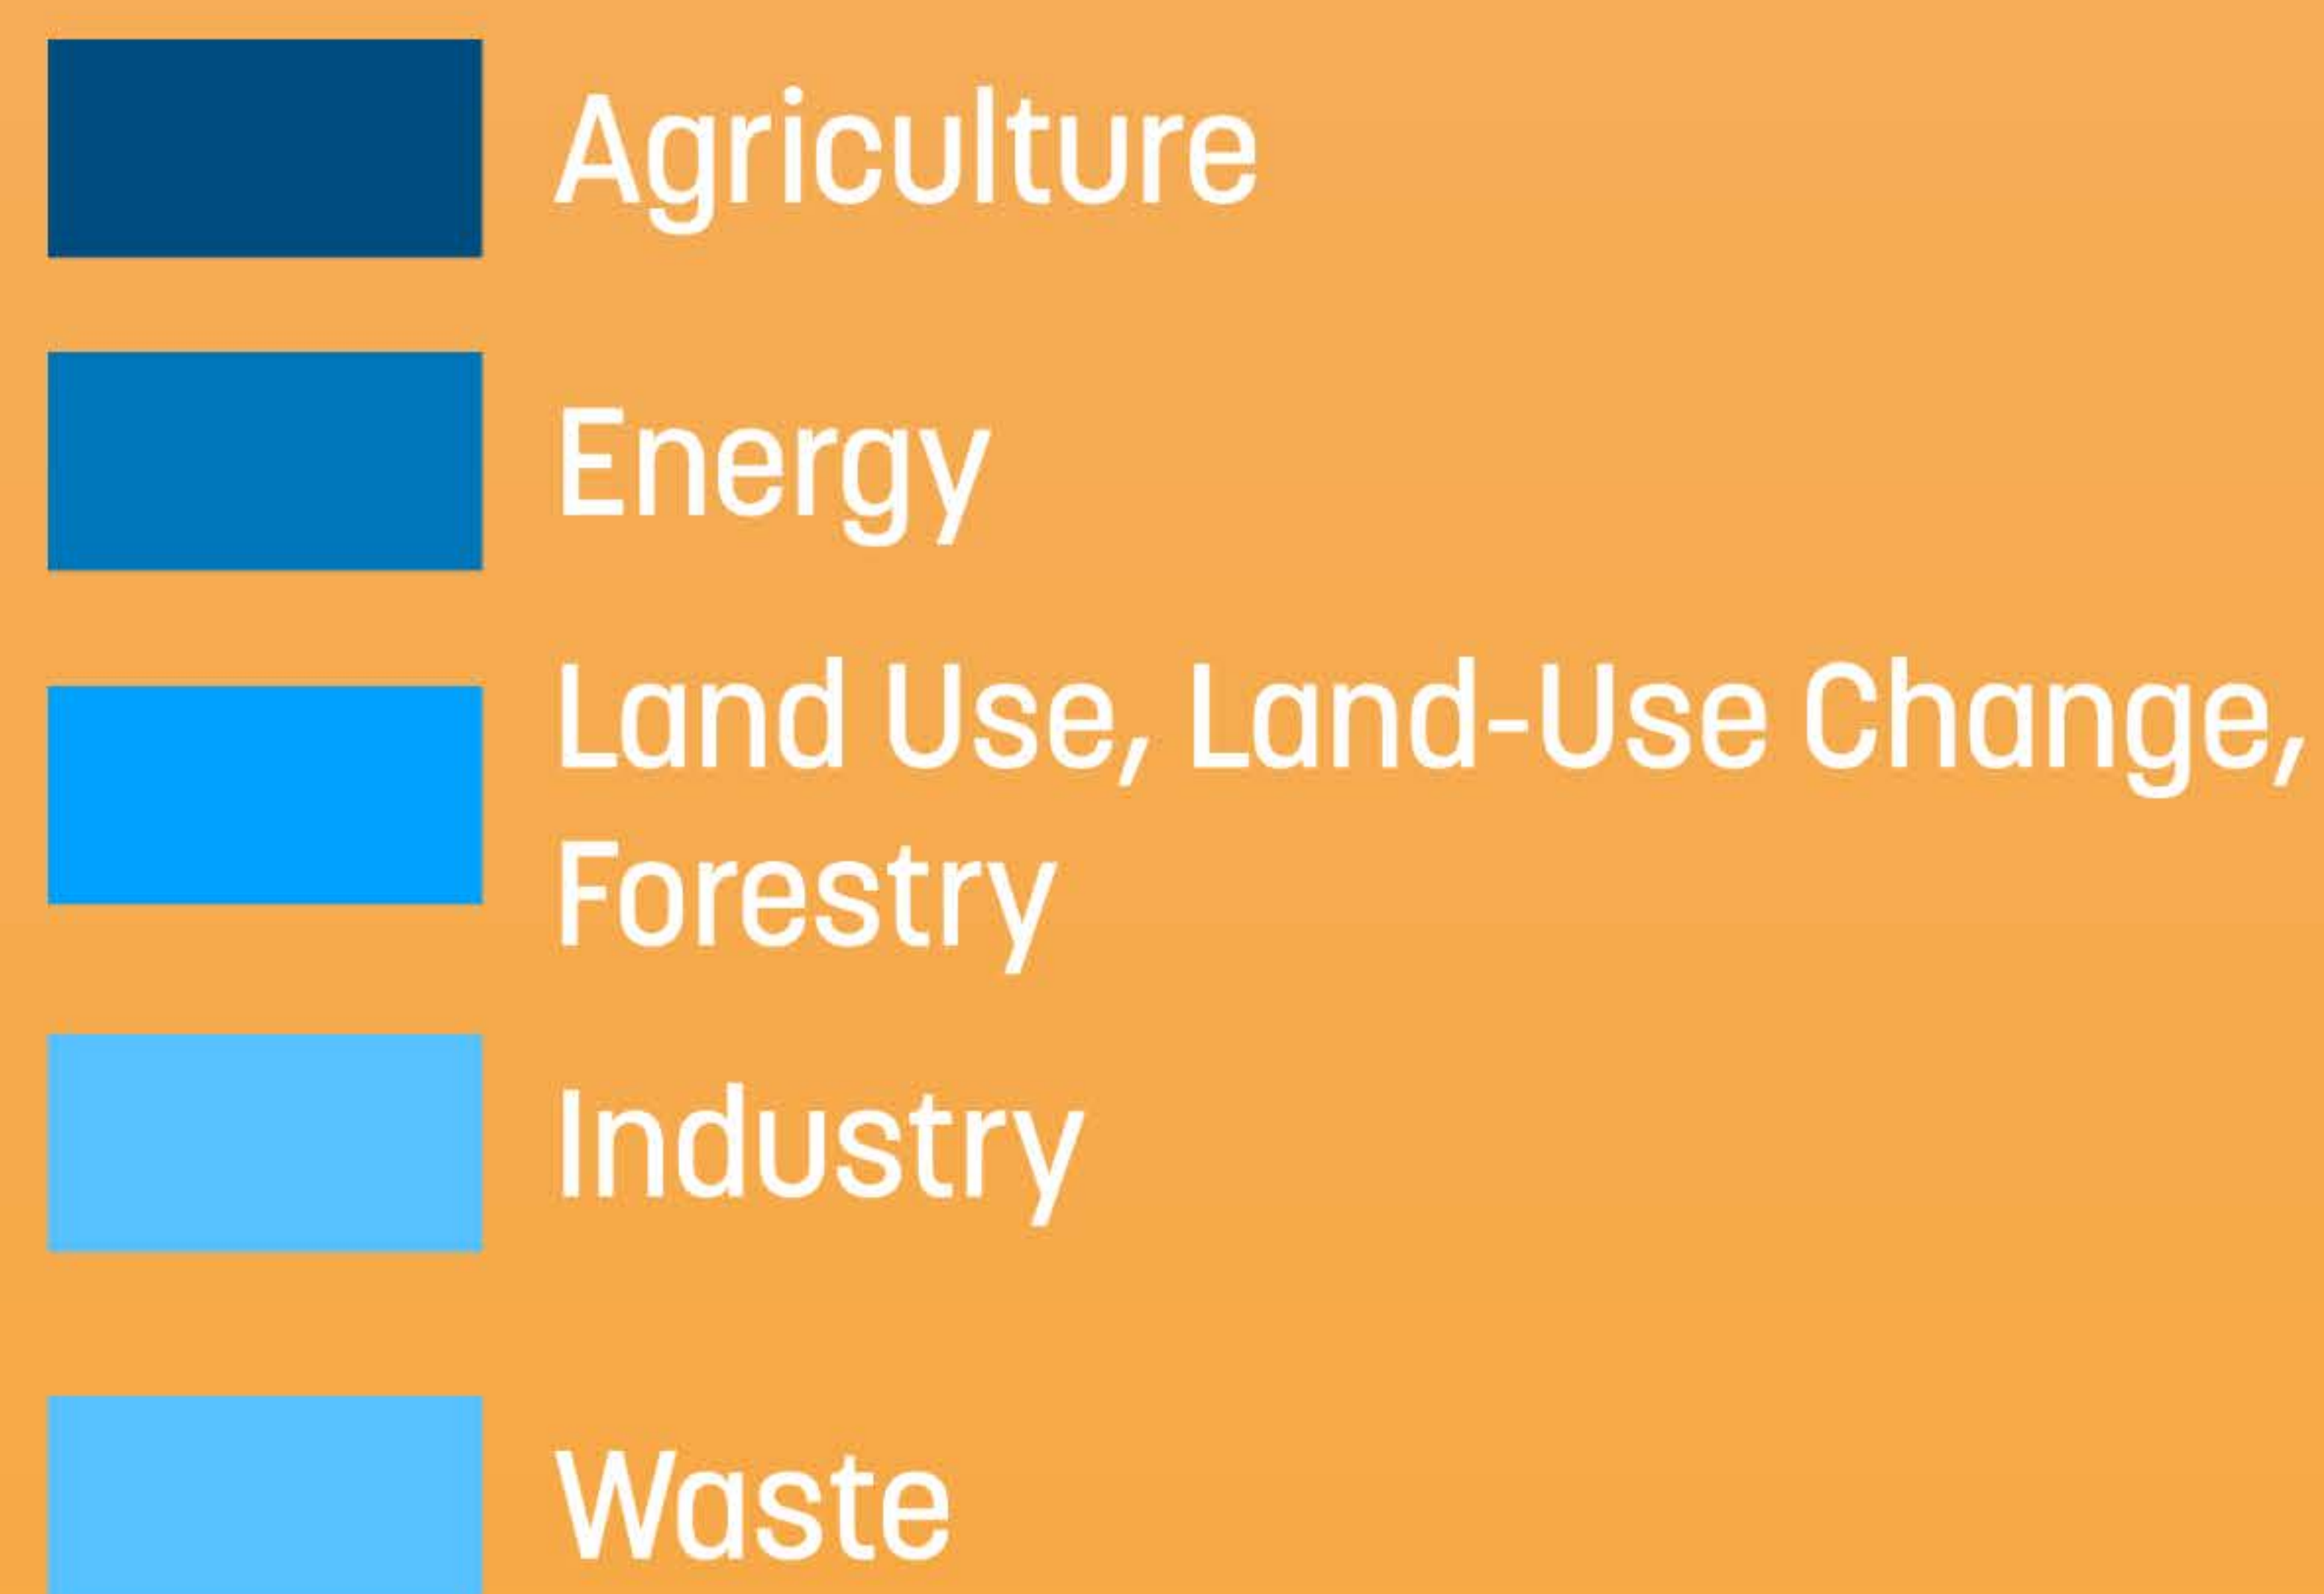 Agriculture
Energy
Land Use, Land-Use Change,
Forestry
Industry
Waste